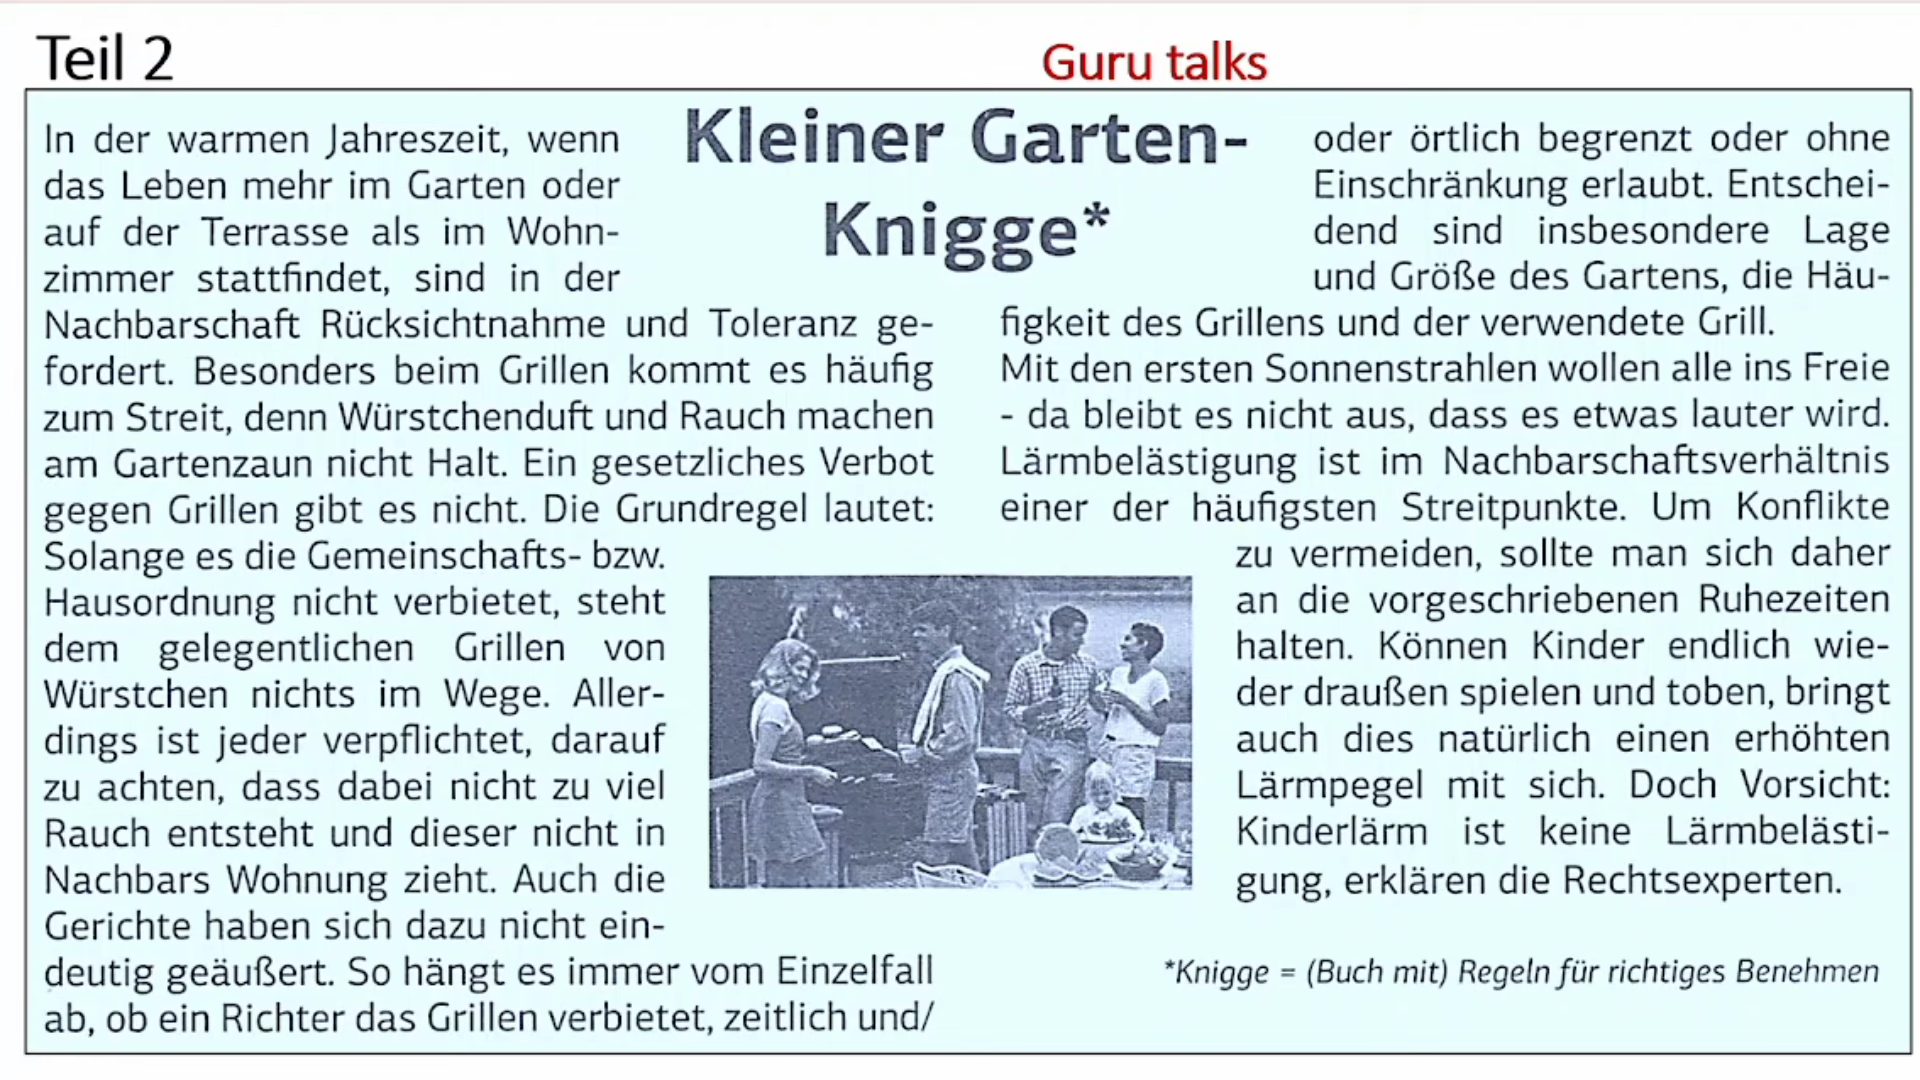 Teil 2
Guru talks
Kleiner Garten-
Knigge*
In der warmen Jahreszeit, wenn
das Leben mehr im Garten oder
auf der Terrasse als im Wohn-
zimmer stattfindet, sind in der
Nachbarschaft Rücksichtnahme und Toleranz ge-
fordert. Besonders beim Grillen kommt es häufig
zum Streit, denn Würstchenduft und Rauch machen
am Gartenzaun nicht Halt. Ein gesetzliches Verbot
gegen Grillen gibt es nicht. Die Grundregel lautet:
Solange es die Gemeinschafts- bzw.
Hausordnung nicht verbietet, steht
dem gelegentlichen Grillen von
Würstchen nichts im Wege. Aller-
dings ist jeder verpflichtet, darauf
zu achten, dass dabei nicht zu viel
Rauch entsteht und dieser nicht in
Nachbars Wohnung zieht. Auch die
Gerichte haben sich dazu nicht ein-
deutig geäußert. So hängt es immer vom Einzelfall
ab, ob ein Richter das Grillen verbietet, zeitlich und/
oder örtlich begrenzt oder ohne
Einschränkung erlaubt. Entschei-
dend sind insbesondere Lage
und Größe des Gartens, die Häu-
figkeit des Grillens und der verwendete Grill.
Mit den ersten Sonnenstrahlen wollen alle ins Freie
- da bleibt es nicht aus, dass es etwas lauter wird.
Lärmbelästigung ist im Nachbarschaftsverhältnis
einer der häufigsten Streitpunkte. Um Konflikte
zu vermeiden, sollte man sich daher
an die vorgeschriebenen Ruhezeiten
halten. Können Kinder endlich wie-
der draußen spielen und toben, bringt
auch dies natürlich einen erhöhten
Lärmpegel mit sich. Doch Vorsicht:
Kinderlärm ist keine Lärmbelästi-
gung, erklären die Rechtsexperten.
*Knigge = (Buch mit) Regeln für richtiges Benehmen